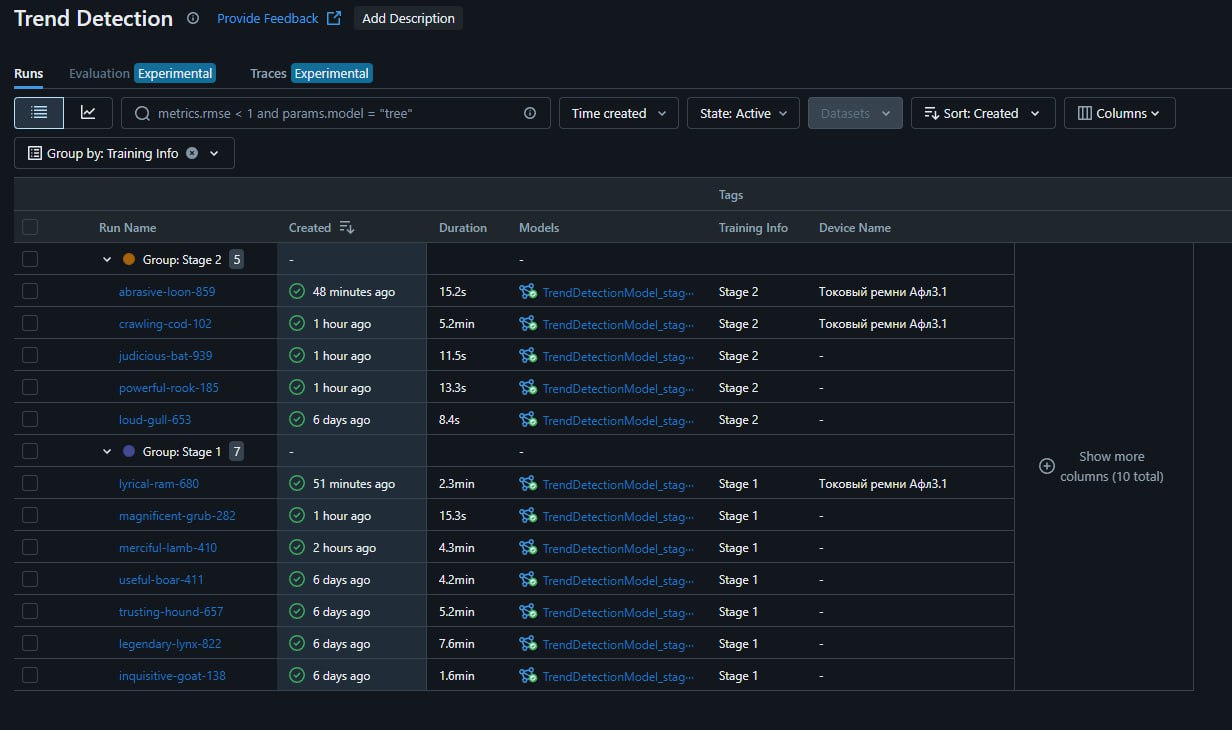 Trend Detection Provide Feedback Add Description
Runs Evaluation Experimental Traces Experimental
metrics.rmse < 1 and params.model = "tree" Time created State: Active Datasets Sort: Created Columns
Group by: Training Info
Tags
Run Name Created Duration Models Training Info Device Name
Group: Stage 2 5 - -
abrasive-loon-859 48 minutes ago 15.2s TrendDetectionModel_stag... Stage 2 Токовый ремни Афл3.1
crawling-cod-102 1 hour ago 5.2min TrendDetectionModel_stag... Stage 2 Токовый ремни Афл3.1
judicious-bat-939 1 hour ago 11.5s TrendDetectionModel_stag... Stage 2 -
powerful-rook-185 1 hour ago 13.3s TrendDetectionModel_stag... Stage 2 -
loud-gull-653 6 days ago 8.4s TrendDetectionModel_stag... Stage 2 -
Group: Stage 1 7 - -
lyrical-ram-680 51 minutes ago 2.3min TrendDetectionModel_stag... Stage 1 Токовый ремни Афл3.1
magnificent-grub-282 1 hour ago 15.3s TrendDetectionModel_stag... Stage 1 -
merciful-lamb-410 2 hours ago 4.3min TrendDetectionModel_stag... Stage 1 -
useful-boar-411 6 days ago 4.2min TrendDetectionModel_stag... Stage 1 -
trusting-hound-657 6 days ago 5.2min TrendDetectionModel_stag... Stage 1 -
legendary-lynx-822 6 days ago 7.6min TrendDetectionModel_stag... Stage 1 -
inquisitive-goat-138 6 days ago 1.6min TrendDetectionModel_stag... Stage 1 -
Show more
columns (10 total)